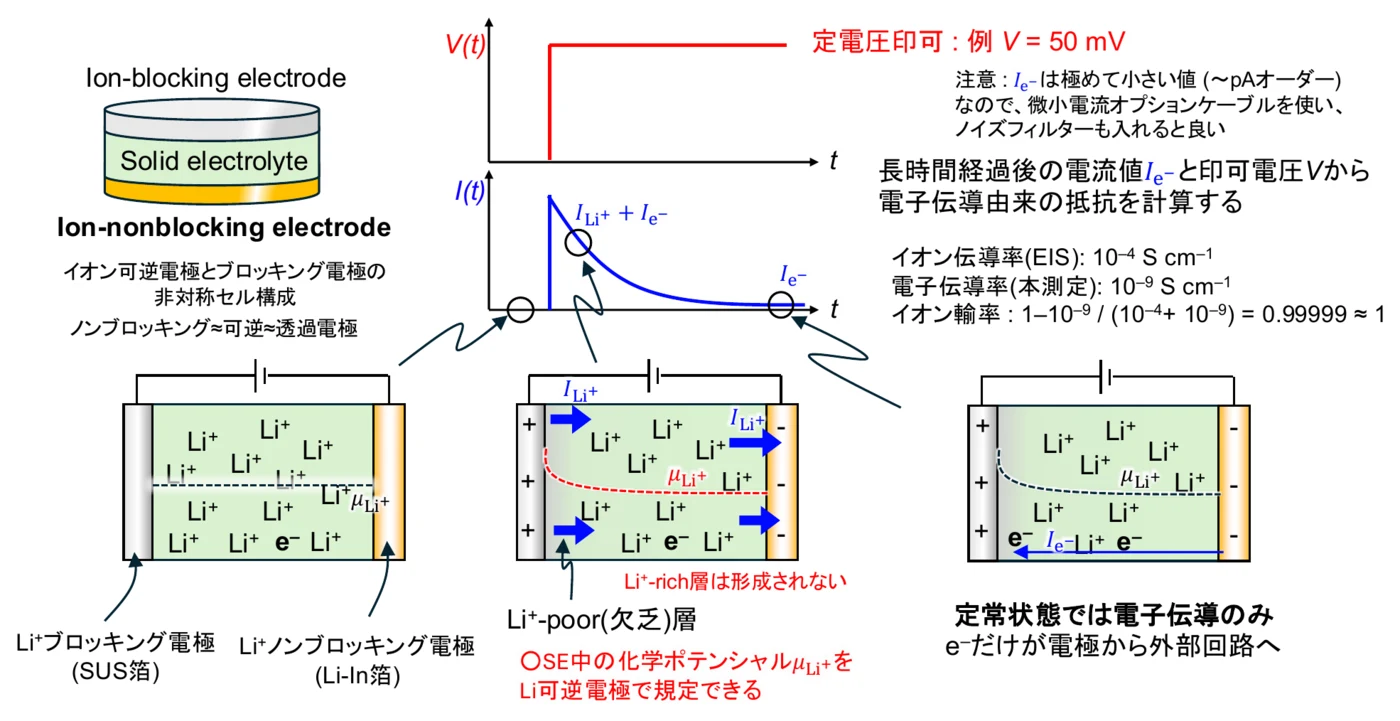 V(t)
定電圧印可 : 例 V = 50 mV
注意 : Ie−は極めて小さい値 (～pAオーダー)
なので、微小電流オプションケーブルを使い、
ノイズフィルターも入れると良い
t
Ion-blocking electrode
Solid electrolyte
Ion-nonblocking electrode
イオン可逆電極とブロッキング電極の
非対称セル構成
ノンブロッキング≈可逆≈透過電極
I(t)
ILi+ + Ie−
Ie−
t
長時間経過後の電流値Ie−と印可電圧Vから
電子伝導由来の抵抗を計算する
イオン伝導率(EIS): 10–4 S cm–1
電子伝導率(本測定): 10–9 S cm–1
イオン輸率 : 1–10–9 / (10–4+ 10–9) = 0.99999 ≈ 1
Li+
Li+ Li+
Li+ Li+
Li+ Li+
Li+ μLi+
Li+ Li+
Li+ Li+ e– Li+
Li+ブロッキング電極
(SUS箔)
Li+ノンブロッキング電極
(Li-In箔)
ILi+
ILi+
+ Li+ -
Li+ Li+
Li+
μLi+
+ Li+ -
Li+ Li+
+ Li+ e– Li+ -
Li+-rich層は形成されない
Li+-poor(欠乏)層
〇SE中の化学ポテンシャルμLi+を
Li可逆電極で規定できる
+ Li+ -
Li+ Li+
Li+
μLi+
+ Li+ -
Li+ Li+
+ e– Ie− Li+ e– -
定常状態では電子伝導のみ
e–だけが電極から外部回路へ